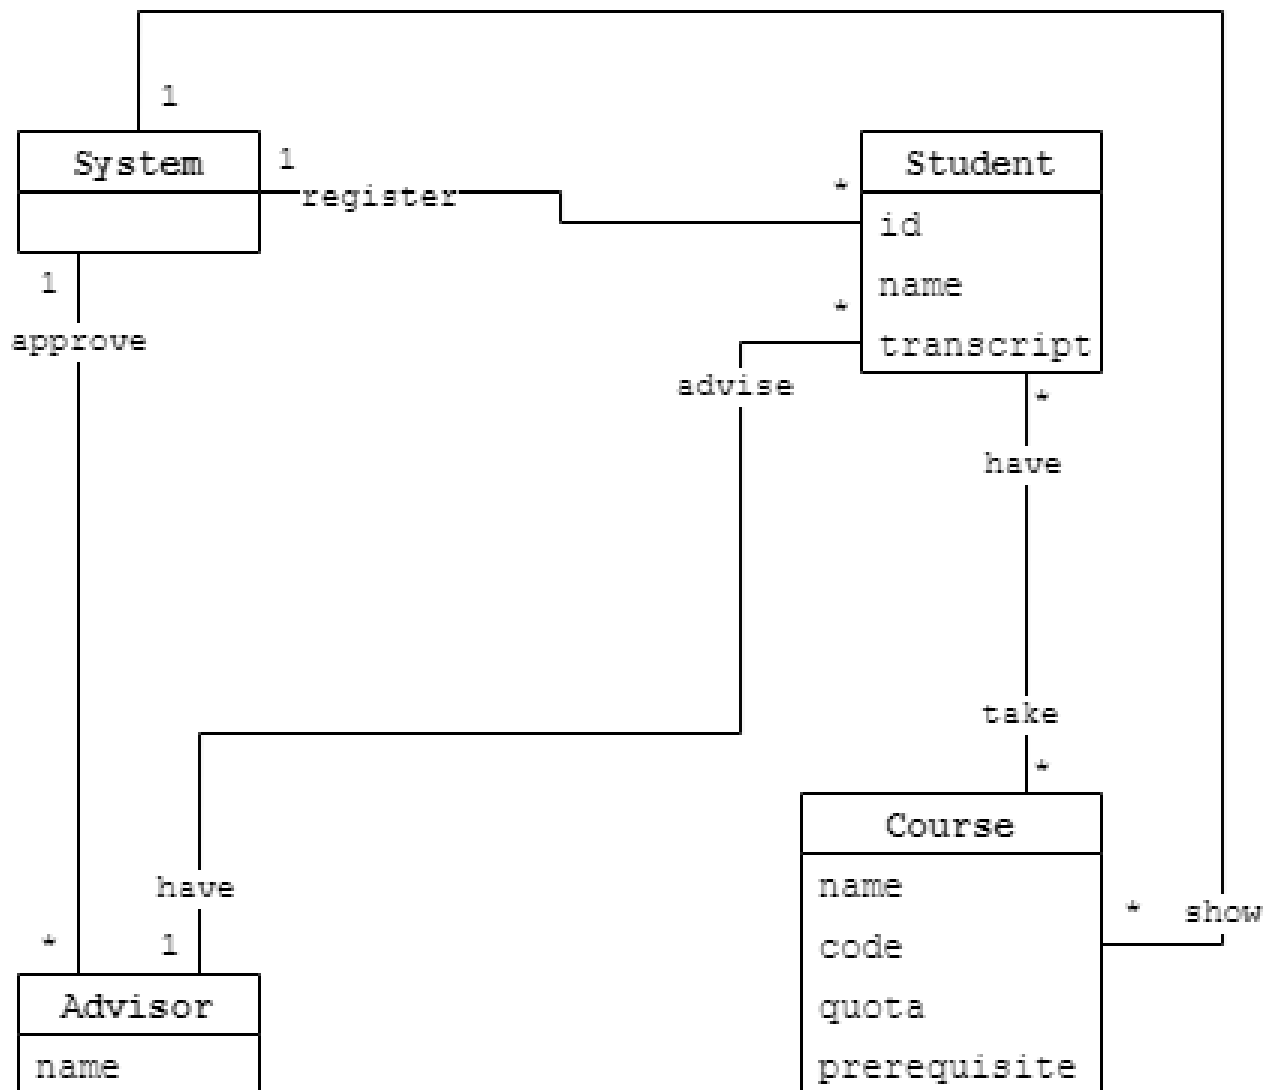 1
System
1
register
*
Student
id
name
transcript
1
approve
*
advise
*
have
take
*
Course
name
code
quota
prerequisite
*
show
have
*
1
Advisor
name